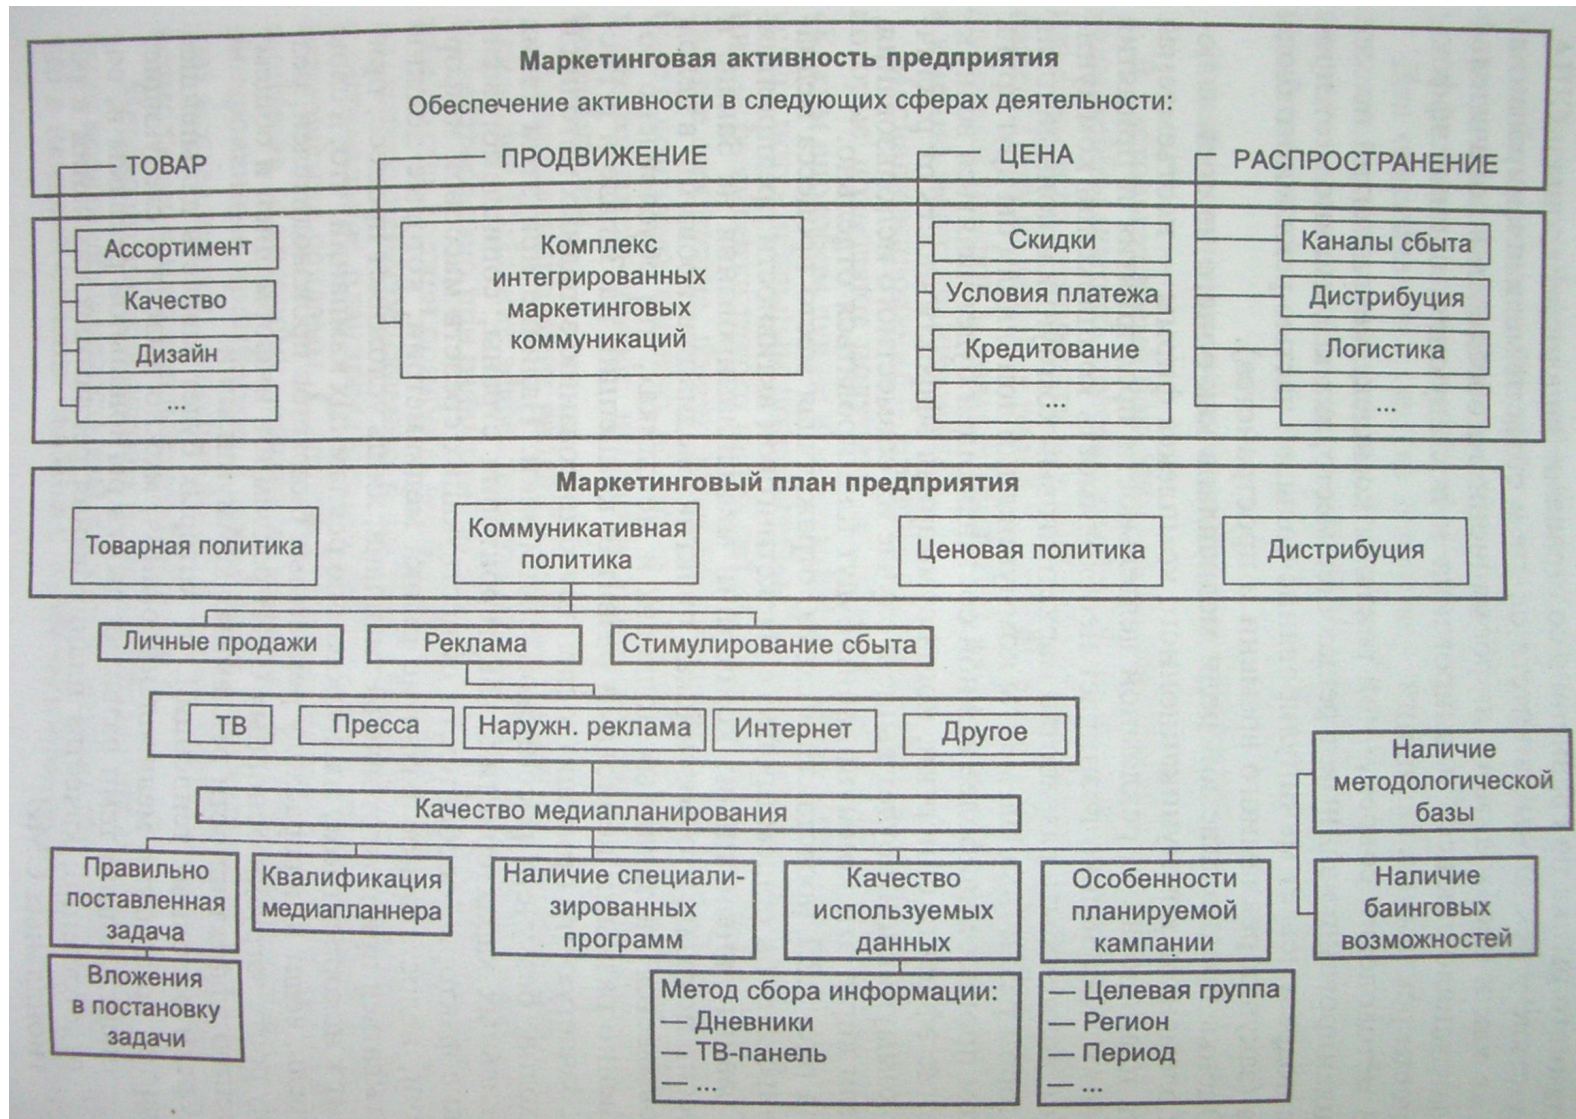 Маркетинговая активность предприятия
Обеспечение активности в следующих сферах деятельности:
ТОВАР
ПРОДВИЖЕНИЕ
ЦЕНА
РАСПРОСТРАНЕНИЕ
Ассортимент
Качество
Дизайн
...
Комплекс
интегрированных
маркетинговых
коммуникаций
Скидки
Условия платежа
Кредитование
...
Каналы сбыта
Дистрибуция
Логистика
...
Маркетинговый план предприятия
Товарная политика
Коммуникативная
политика
Ценовая политика
Дистрибуция
Личные продажи
Реклама
Стимулирование сбыта
ТВ
Пресса
Наружн. реклама
Интернет
Другое
Качество медиапланирования
Наличие
методологической
базы
Правильно
поставленная
задача
Квалификация
медиапланнера
Наличие специали-
зированных
программ
Качество
используемых
данных
Особенности
планируемой
кампании
Наличие
баинговых
возможностей
Вложения
в постановку
задачи
Метод сбора информации:
— Дневники
— ТВ-панель
— ...
— Целевая группа
— Регион
— Период
— ...